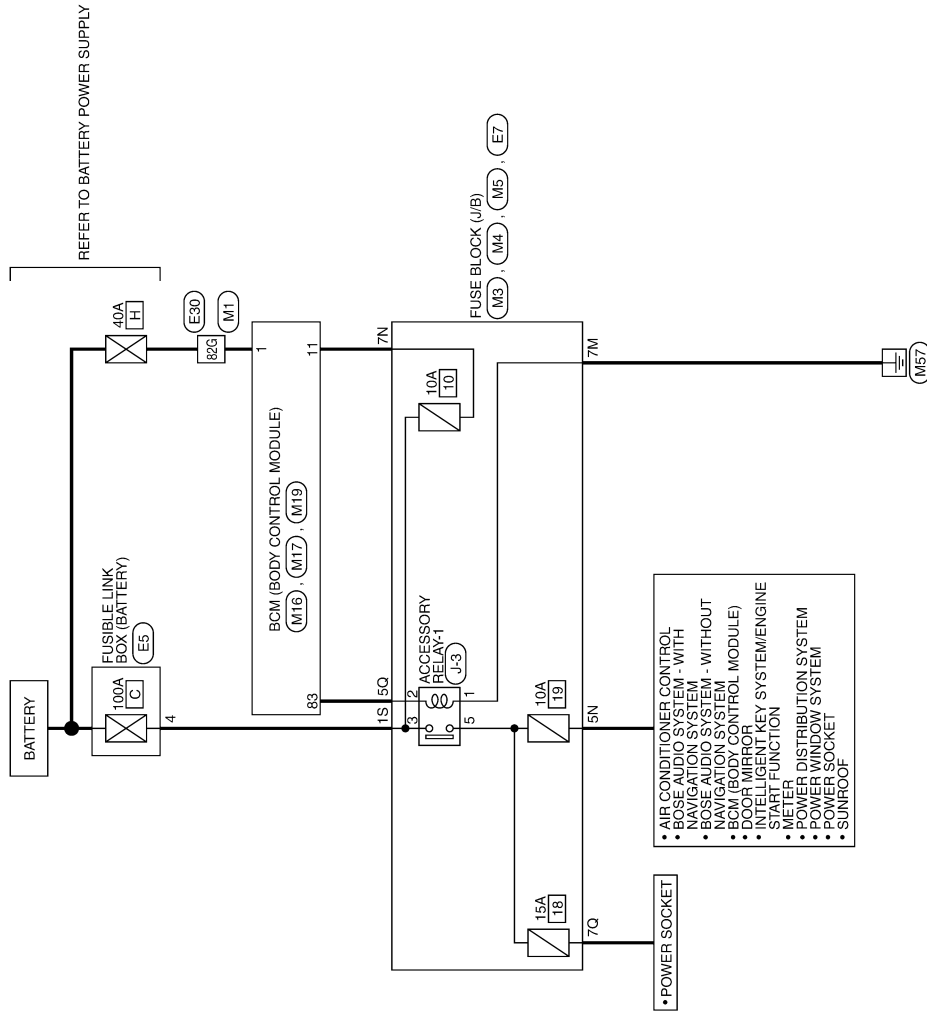 REFER TO BATTERY POWER SUPPLY
BATTERY
FUSIBLE LINK
BOX (BATTERY)
E5
100A
C
4
40A
H
E30
82G
M1
1
BCM (BODY CONTROL MODULE)
M16 , M17 , M19
83
11
1S
5Q
7N
FUSE BLOCK (J/B)
M3 , M4 , M5 , E7
3
2
ACCESSORY
RELAY-1
J-3
5
1
10A
10
15A
18
10A
19
7Q
5N
7M
• POWER SOCKET
• AIR CONDITIONER CONTROL
• BOSE AUDIO SYSTEM - WITH
NAVIGATION SYSTEM
• BOSE AUDIO SYSTEM - WITHOUT
NAVIGATION SYSTEM
• BCM (BODY CONTROL MODULE)
• DOOR MIRROR
• INTELLIGENT KEY SYSTEM/ENGINE
START FUNCTION
• METER
• POWER DISTRIBUTION SYSTEM
• POWER WINDOW SYSTEM
• POWER SOCKET
• SUNROOF
M57